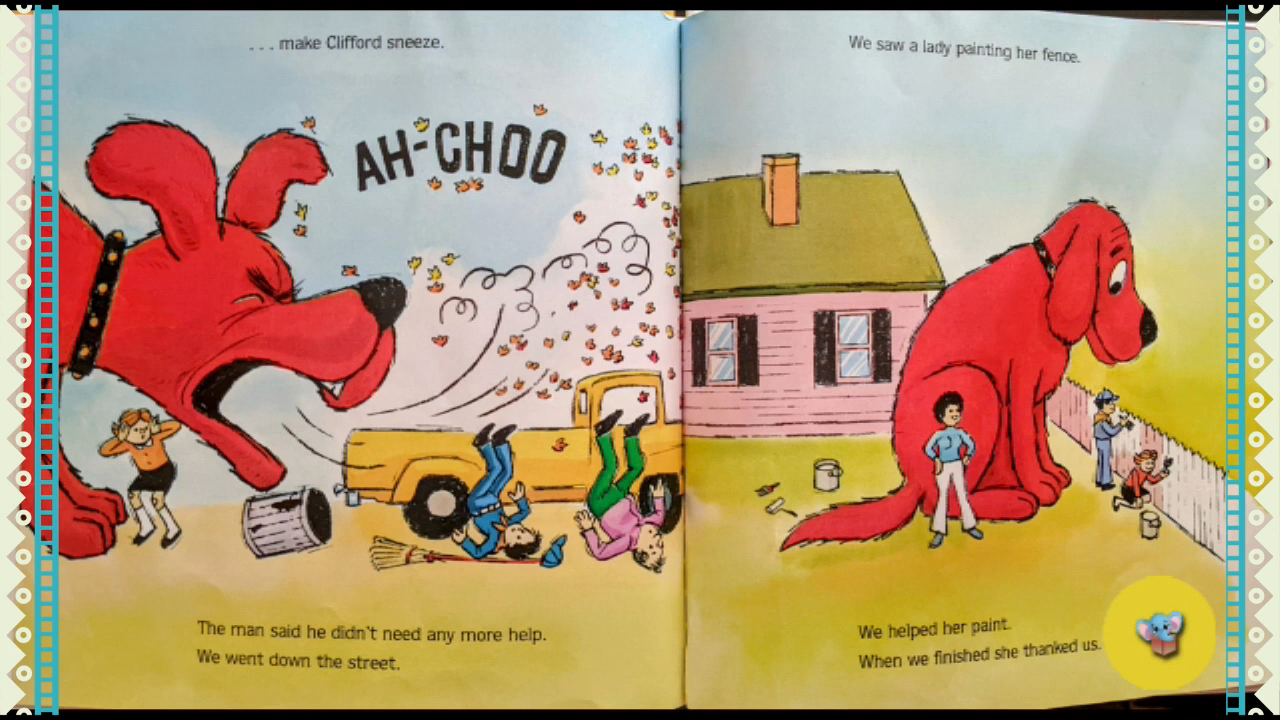 . . . make Clifford sneeze.
AH-CHOO
The man said he didn't need any more help.
We went down the street.
We saw a lady painting her fence.
We helped her paint.
When we finished she thanked us.